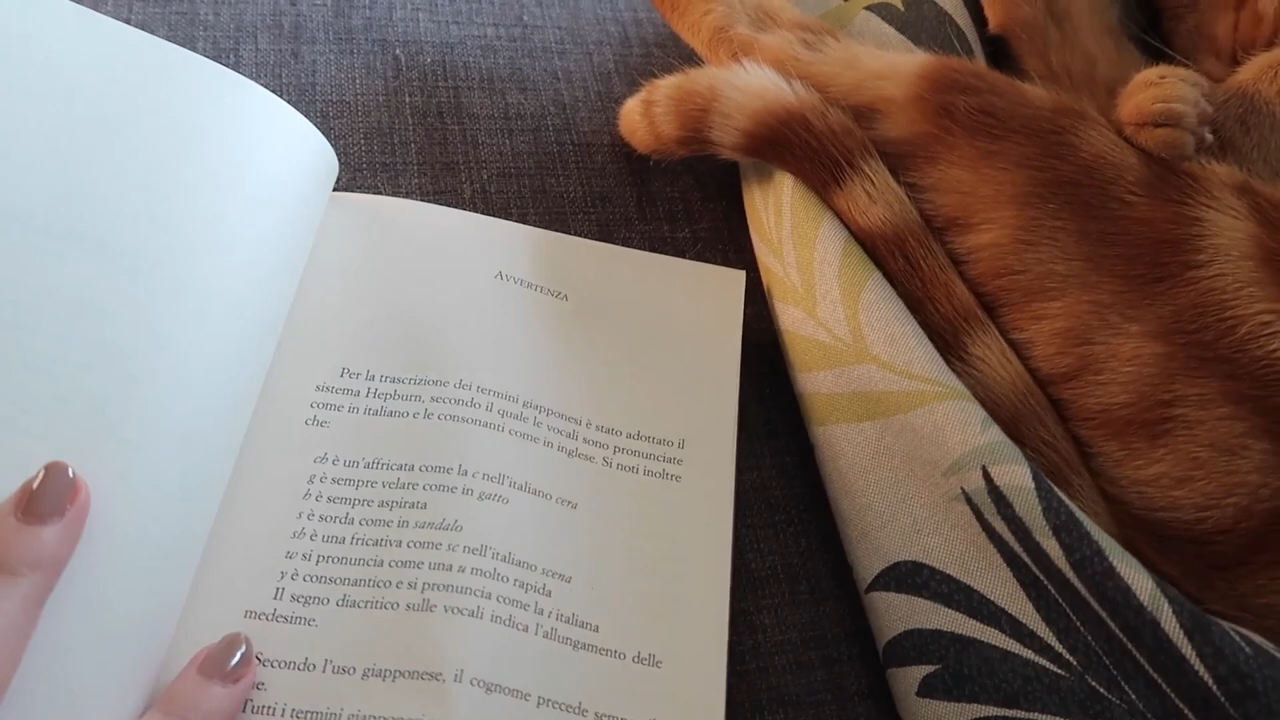 AVVERTENZA
Per la trascrizione dei termini giapponesi è stato adottato il
sistema Hepburn, secondo il quale le vocali sono pronunciate
come in italiano e le consonanti come in inglese. Si noti inoltre
che:
ch è un'affricata come la c nell'italiano cera
g è sempre velare come in gatto
h è sempre aspirata
s è sorda come in sandalo
sh è una fricativa come sc nell'italiano scena
w si pronuncia come una u molto rapida
y è consonantico e si pronuncia come la i italiana
Il segno diacritico sulle vocali indica l'allungamento delle
medesime.
Secondo l'uso giapponese, il cognome precede
Tutti i termini